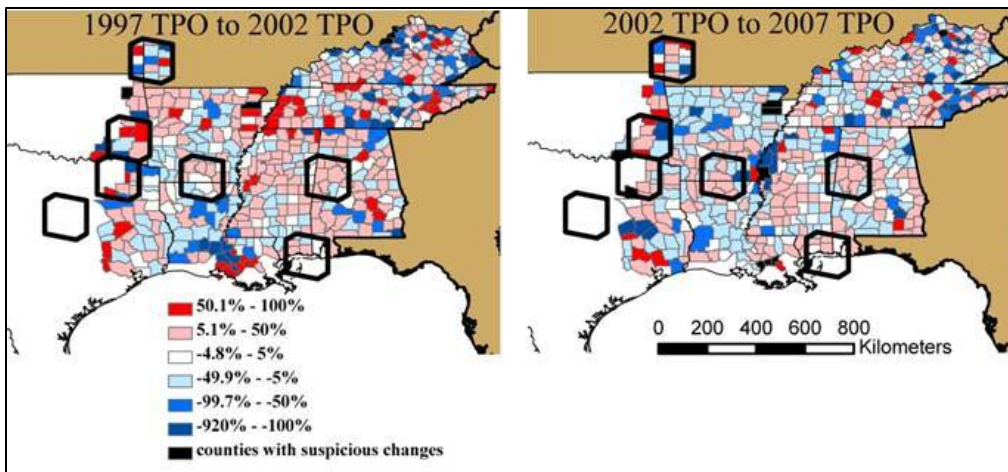 1997 TPO to 2002 TPO
2002 TPO to 2007 TPO
50.1% - 100%
5.1% - 50%
-4.8% - 5%
-49.9% - -5%
-99.7% - -50%
-920% - -100%
counties with suspicious changes
0 200 400 600 800
Kilometers